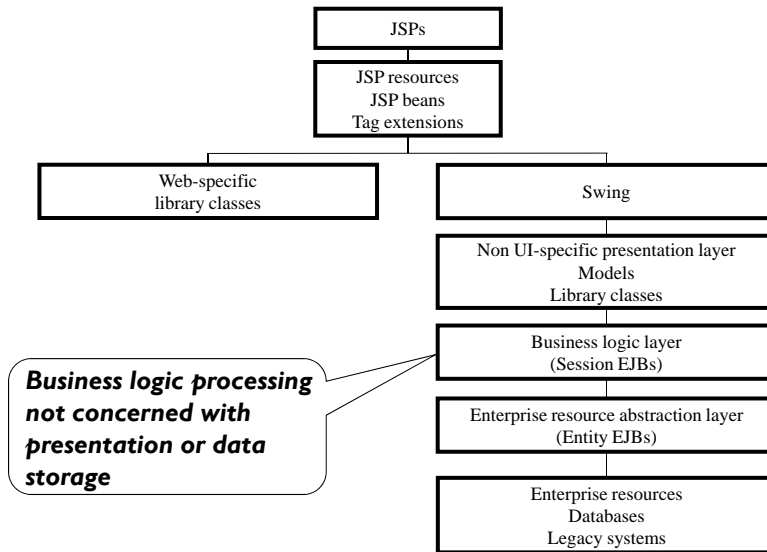 JSPs
JSP resources
JSP beans
Tag extensions
Web-specific
library classes
Swing
Non UI-specific presentation layer
Models
Library classes
Business logic layer
(Session EJBs)
Business logic processing
not concerned with
presentation or data
storage
Enterprise resource abstraction layer
(Entity EJBs)
Enterprise resources
Databases
Legacy systems